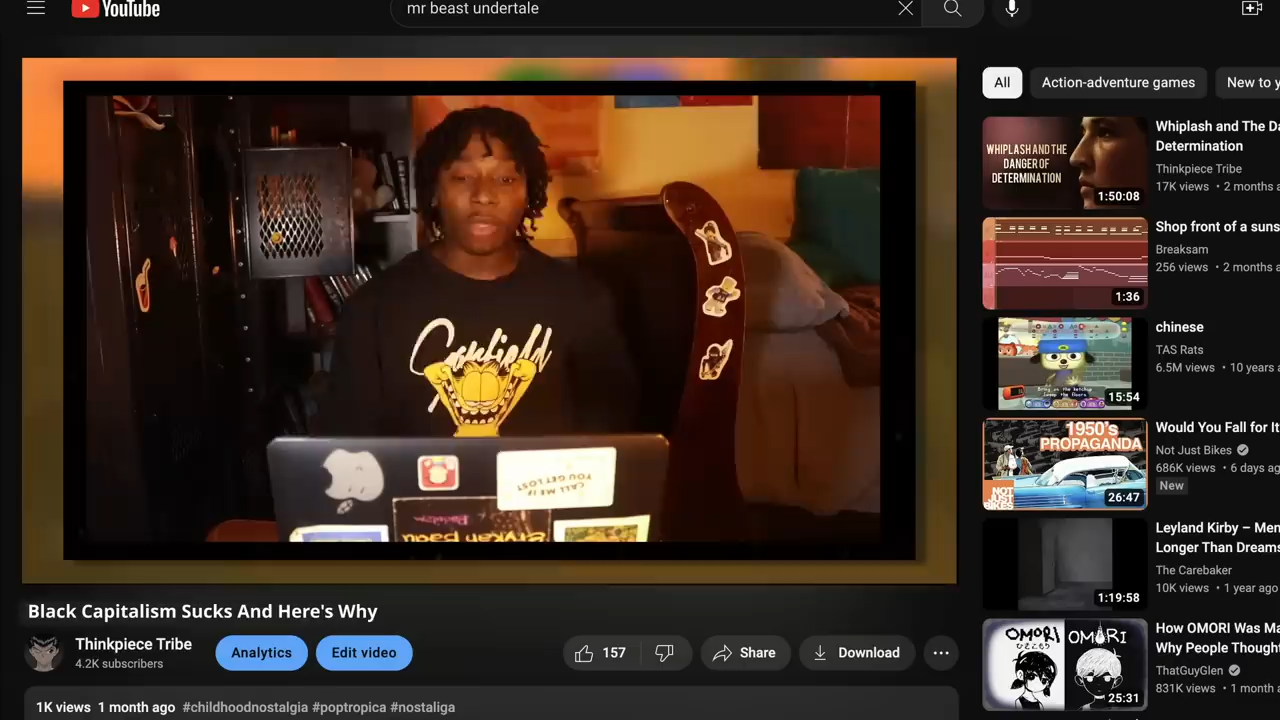 YouTube
mr beast undertale
All
Action-adventure games
New to y
Garfield
CALL ME IF
YOU GET LOST
Erykah Badu
WHIPLASH AND THE
DANGER OF
DETERMINATION
1:50:08
Whiplash and The Da
Determination
Thinkpiece Tribe
17K views • 2 months a
1:36
Shop front of a suns
Breaksam
256 views • 2 months a
15:54
chinese
TAS Rats
6.5M views • 10 years a
1950's
PROPAGANDA
NOT
JUST
BIKES
26:47
Would You Fall for It
Not Just Bikes
686K views • 6 days ag
New
1:19:58
Leyland Kirby – Mem
Longer Than Dreams
The Carebaker
10K views • 1 year ago
OMORI
OMORI
25:31
How OMORI Was Ma
Why People Thought
ThatGuyGlen
831K views • 1 month a
Black Capitalism Sucks And Here's Why
Thinkpiece Tribe
4.2K subscribers
Analytics
Edit video
157
Share
Download
1K views 1 month ago #childhoodnostalgia #poptropica #nostaliga